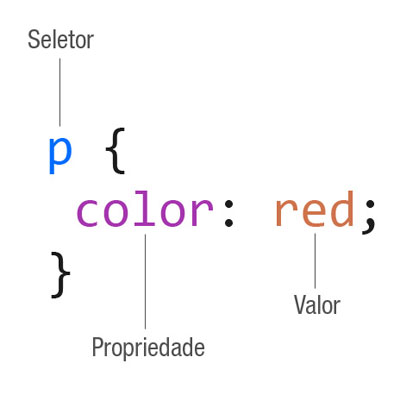 Seletor
p {
color: red;
}
Valor
Propriedade